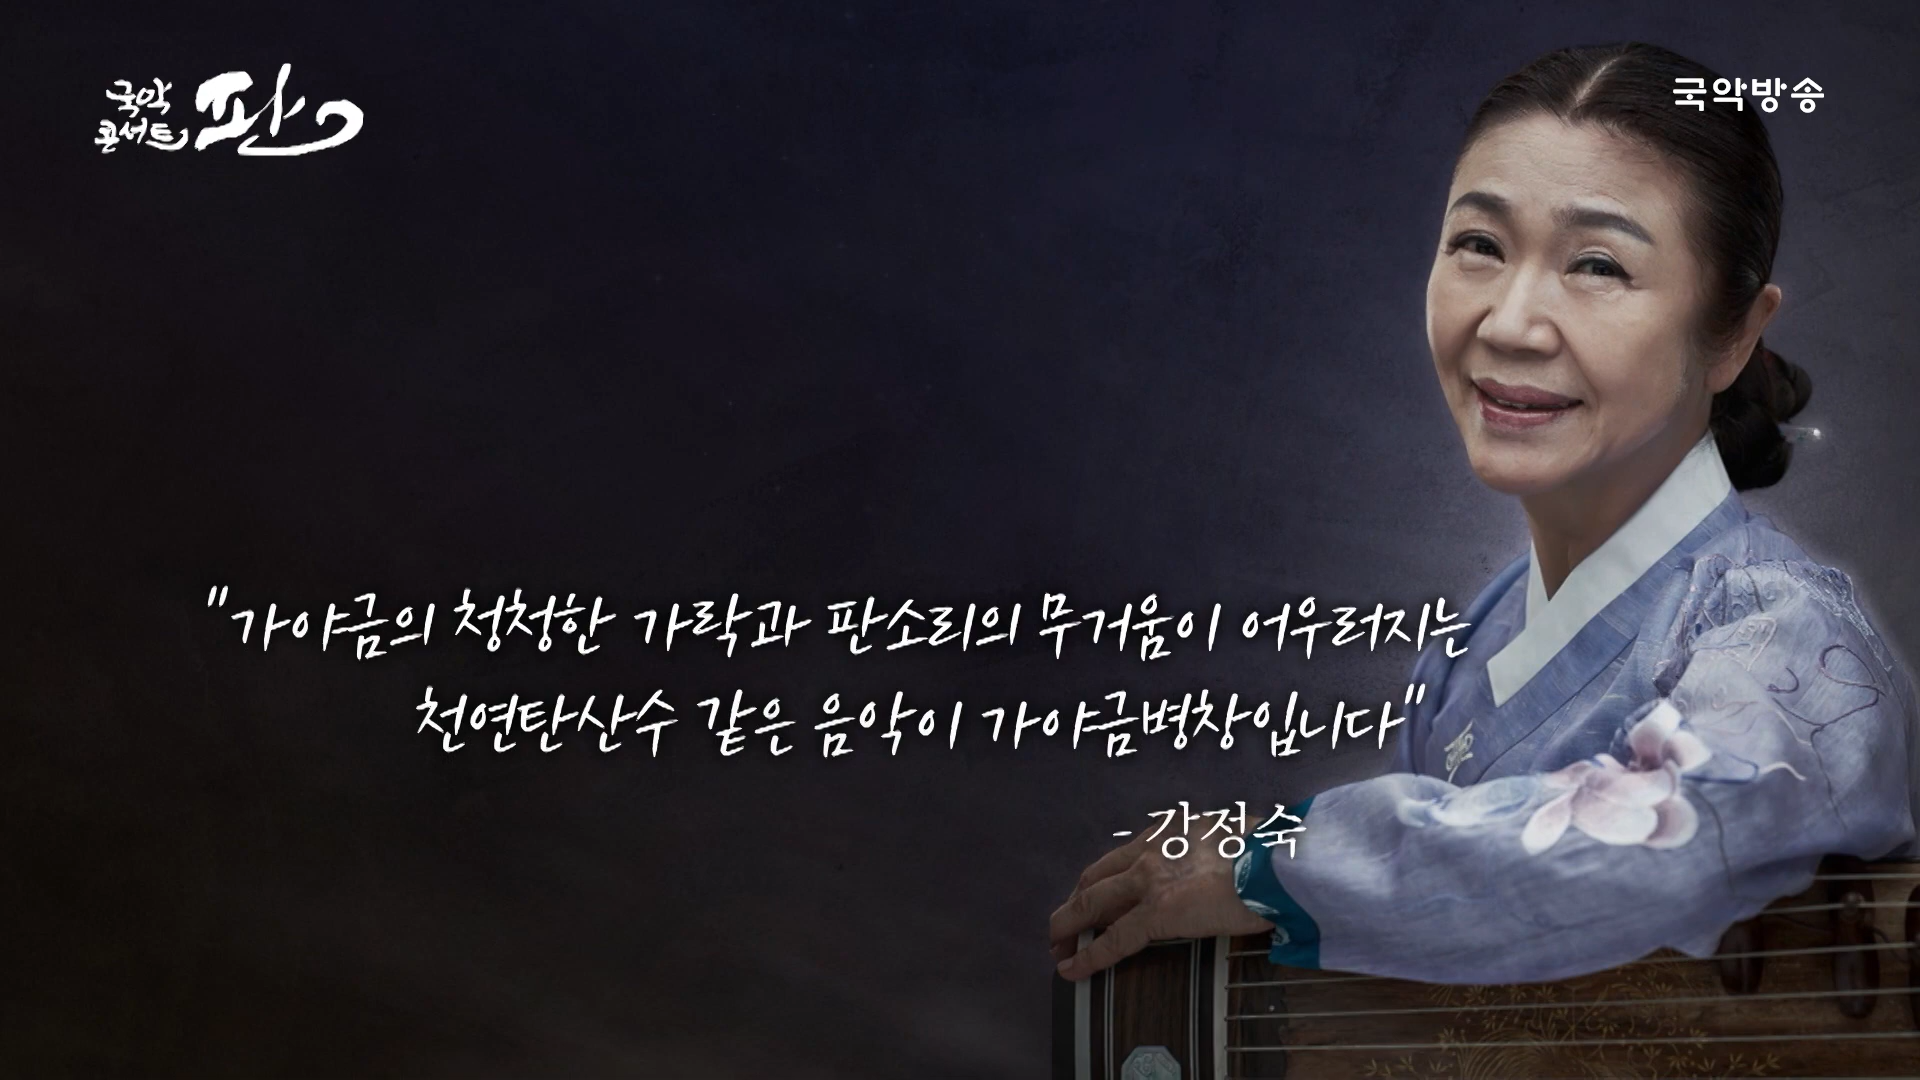 국악
콘서트 판
국악방송
"가야금의 청청한 가락과 판소리의 무거움이 어우러지는
천연탄산수 같은 음악이 가야금병창입니다"
- 강정숙